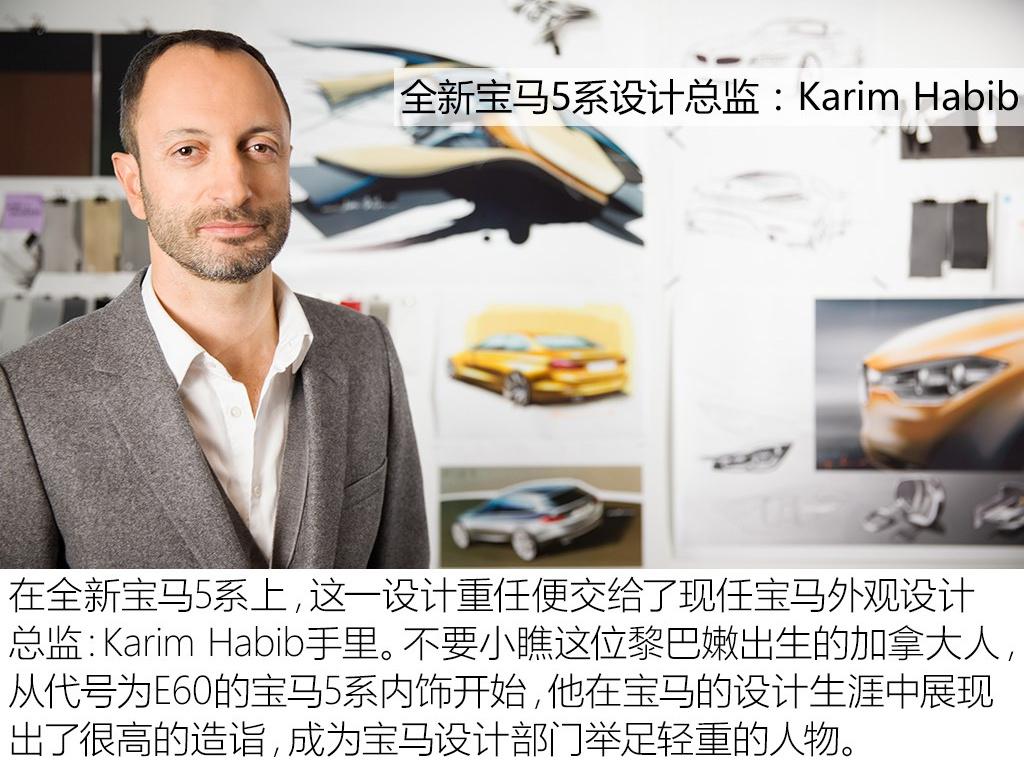 全新宝马5系设计总监：Karim Habib
在全新宝马5系上，这一设计重任便交给了现任宝马外观设计
总监：Karim Habib手里。不要小瞧这位黎巴嫩出生的加拿大人，
从代号为E60的宝马5系内饰开始，他在宝马的设计生涯中展现
出了很高的造诣，成为宝马设计部门举足轻重的人物。